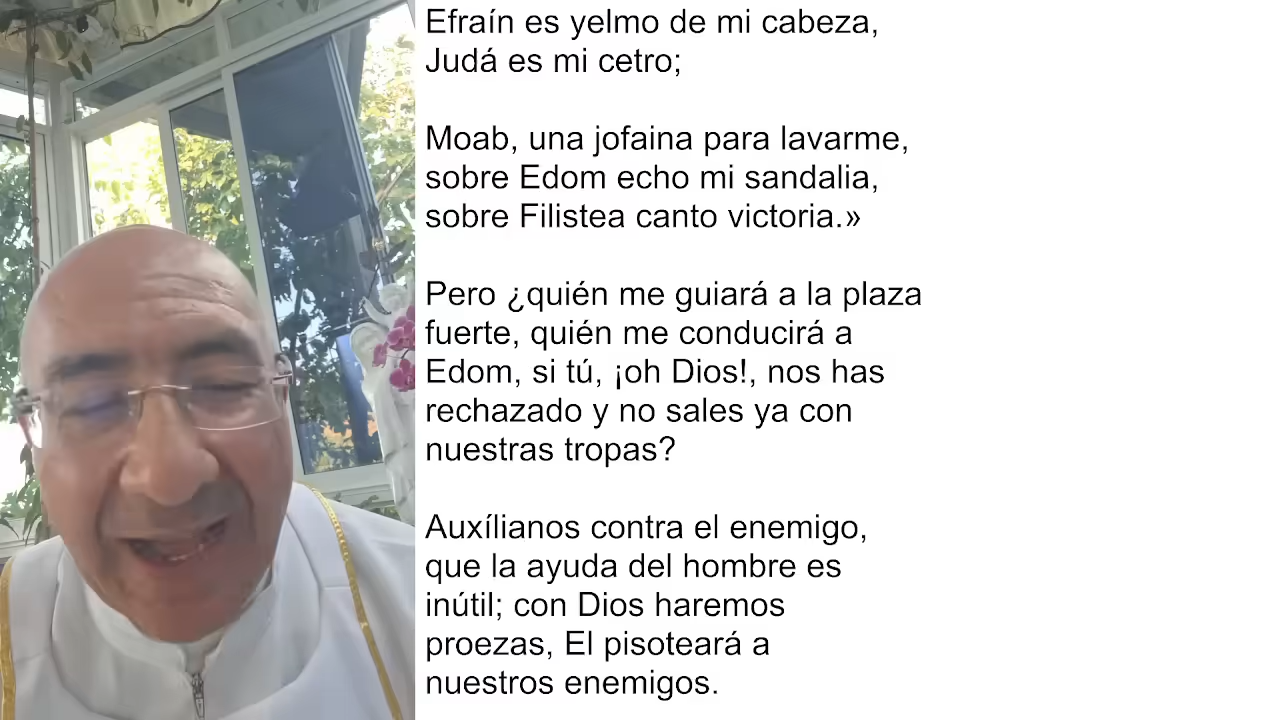 Efraín es yelmo de mi cabeza,
Judá es mi cetro;
Moab, una jofaina para lavarme,
sobre Edom echo mi sandalia,
sobre Filistea canto victoria.»
Pero ¿quién me guiará a la plaza
fuerte, quién me conducirá a
Edom, si tú, ¡oh Dios!, nos has
rechazado y no sales ya con
nuestras tropas?
Auxílianos contra el enemigo,
que la ayuda del hombre es
inútil; con Dios haremos
proezas, El pisoteará a
nuestros enemigos.